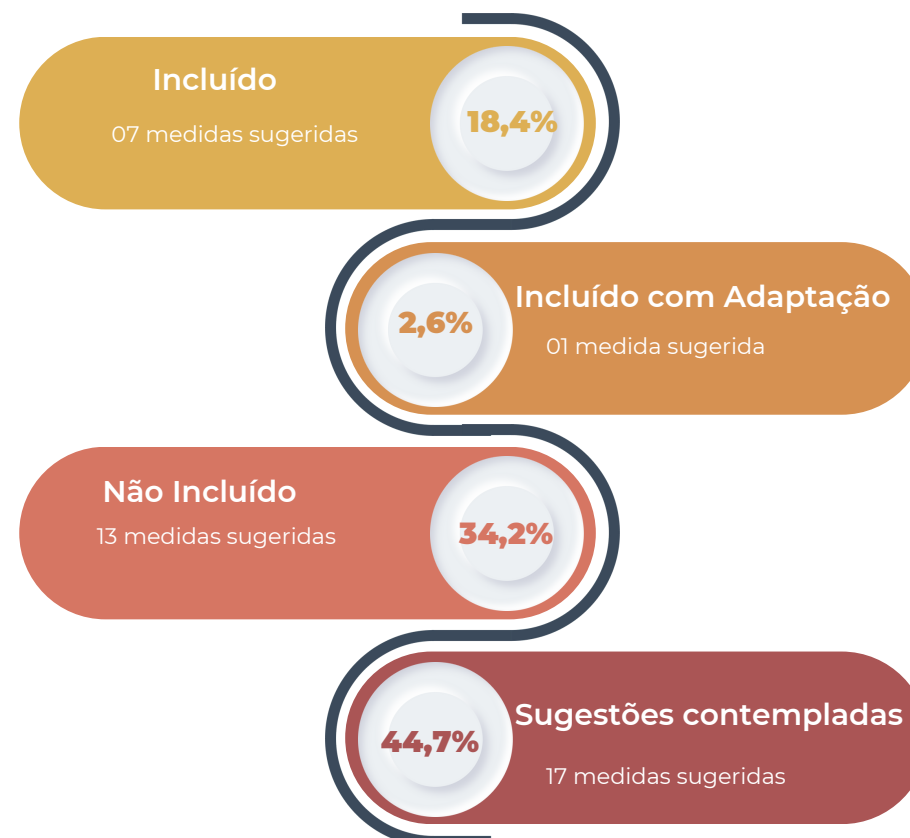 Incluído
07 medidas sugeridas
18,4%
Incluído com Adaptação
2,6%
01 medida sugerida
Não Incluído
13 medidas sugeridas
34,2%
Sugestões contempladas
44,7%
17 medidas sugeridas